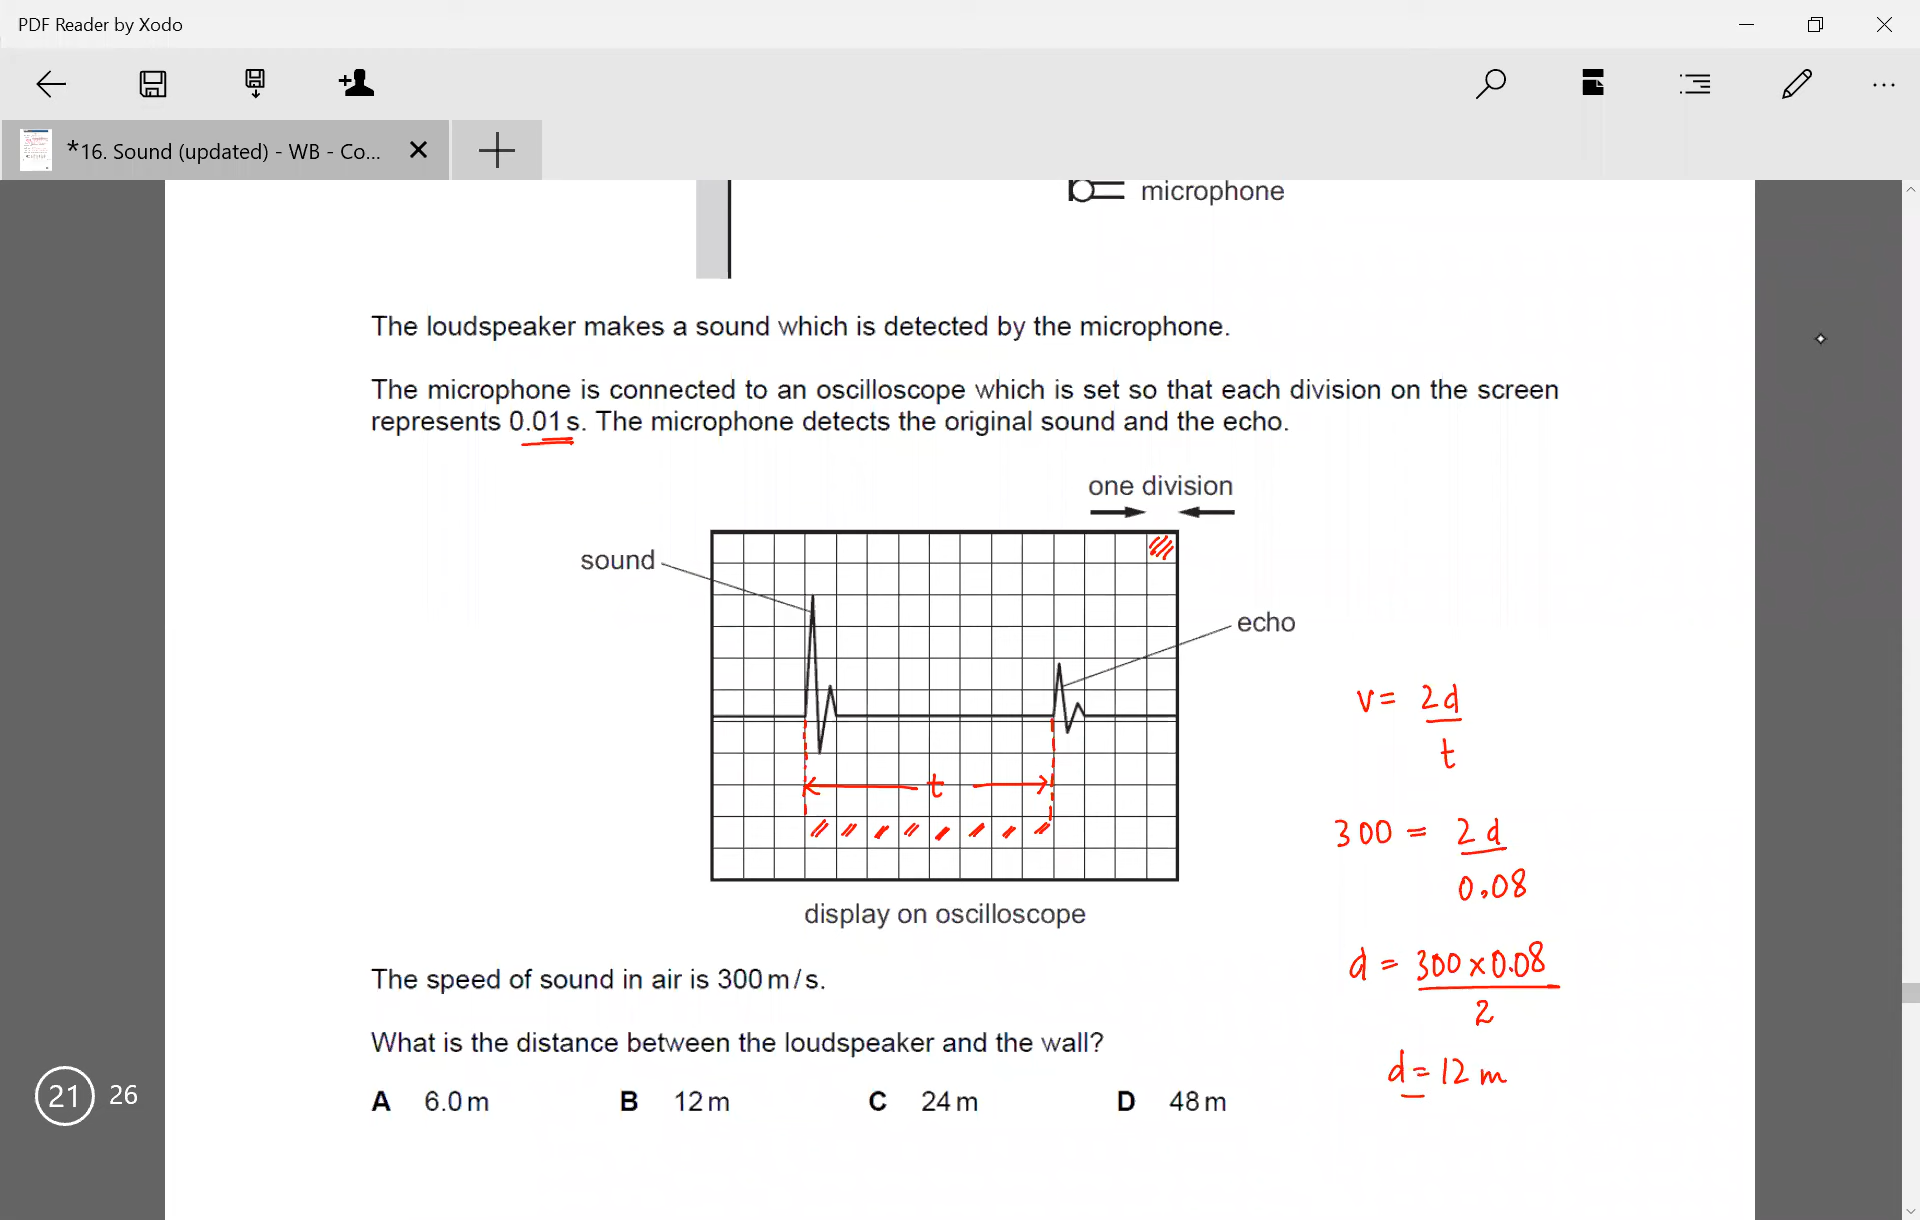 PDF Reader by Xodo
*16. Sound (updated) - WB - Co...
microphone
The loudspeaker makes a sound which is detected by the microphone.
The microphone is connected to an oscilloscope which is set so that each division on the screen
represents 0.01 s. The microphone detects the original sound and the echo.
one division
sound
echo
t
display on oscilloscope
v = 2d
t
300 = 2d
0.08
d = 300 × 0.08
2
d = 12 m
The speed of sound in air is 300 m / s.
What is the distance between the loudspeaker and the wall?
A 6.0 m B 12 m C 24 m D 48 m
21 26